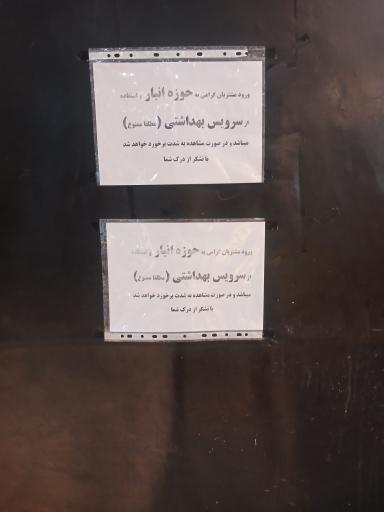 ورود مشتریان گرامی به حوزه انبار و استفاده
از سرویس بهداشتی (مطلقا ممنوع)
میباشد و در صورت مشاهده به شدت برخورد خواهد شد
با تشکر از درک شما
ورود مشتریان گرامی به حوزه انبار و استفاده
از سرویس بهداشتی (مطلقا ممنوع)
میباشد و در صورت مشاهده به شدت برخورد خواهد شد
با تشکر از درک شما